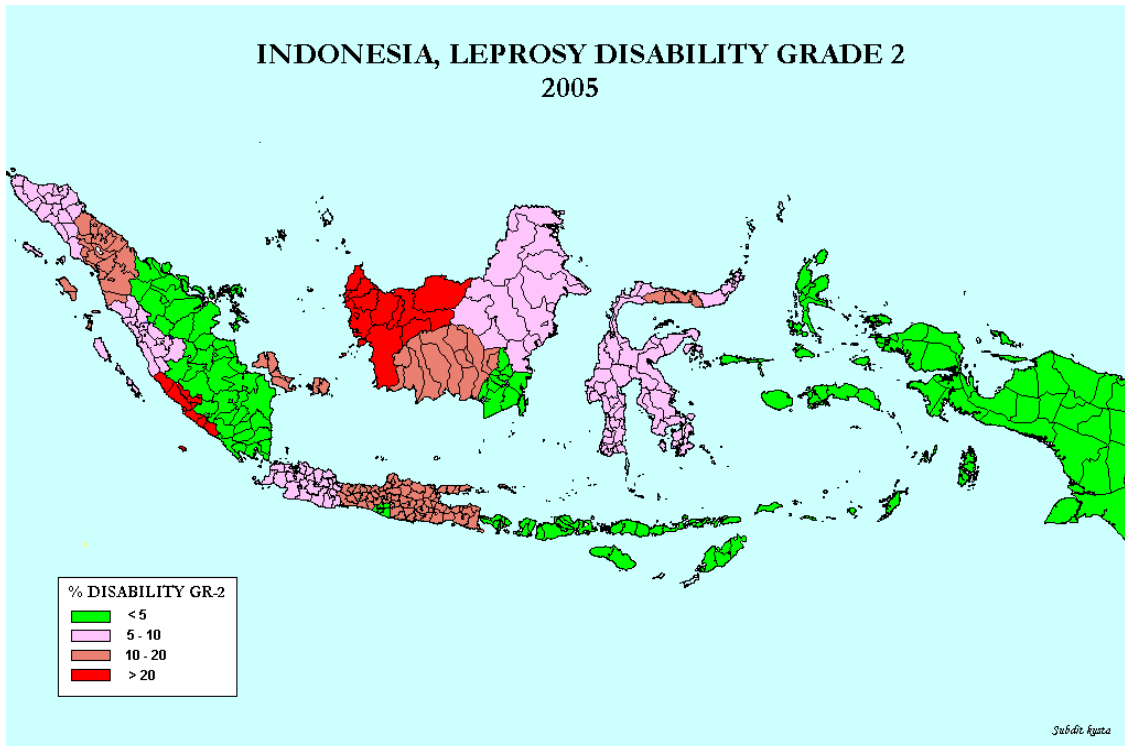 INDONESIA, LEPROSY DISABILITY GRADE 2
2005
% DISABILITY GR-2
< 5
5 - 10
10 - 20
> 20
Subdit kusta